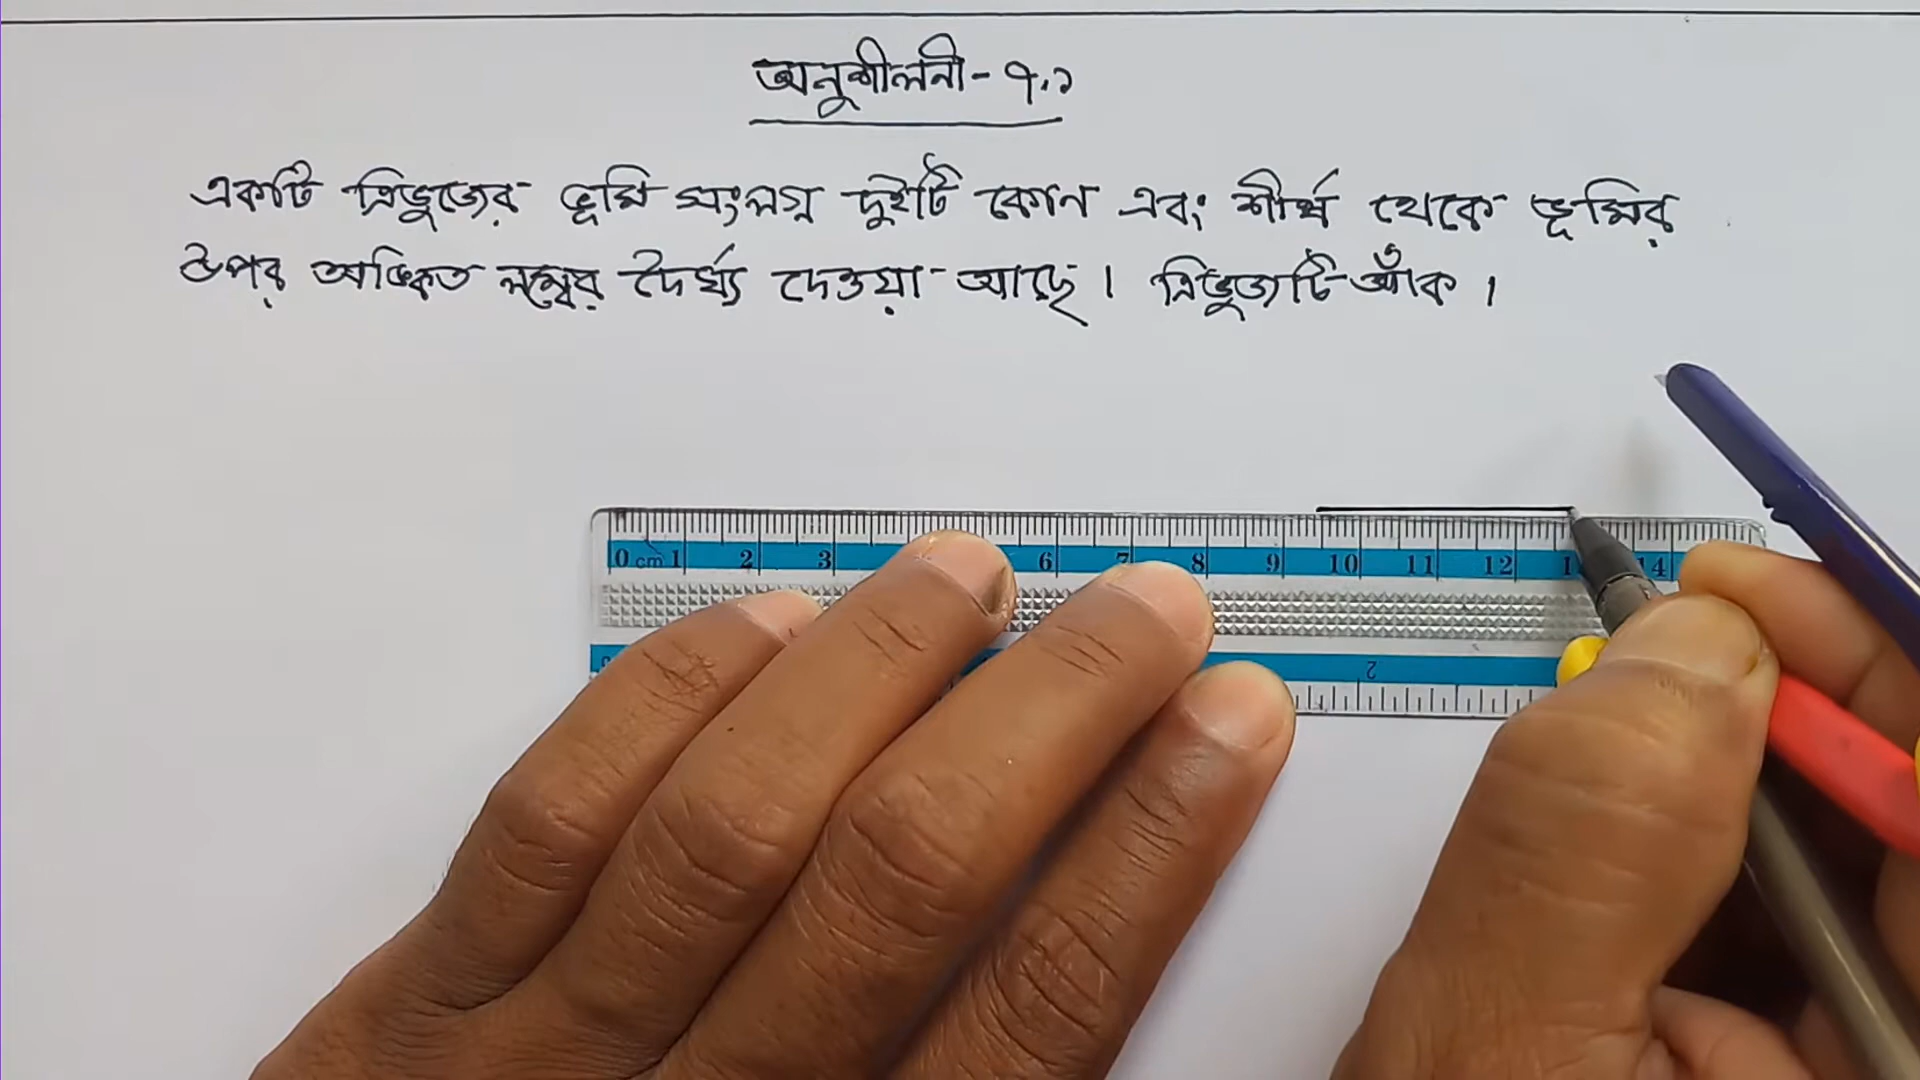 অনুশীলনী - ৭.১
একটি ত্রিভুজের ভূমি সংলগ্ন দুইটি কোণ এবং শীর্ষ থেকে ভূমির
উপর অঙ্কিত লম্বের দৈর্ঘ্য দেওয়া আছে। ত্রিভুজটি আঁক।
0 cm 1 2 3 6 7 8 9 10 11 12 1 14
2